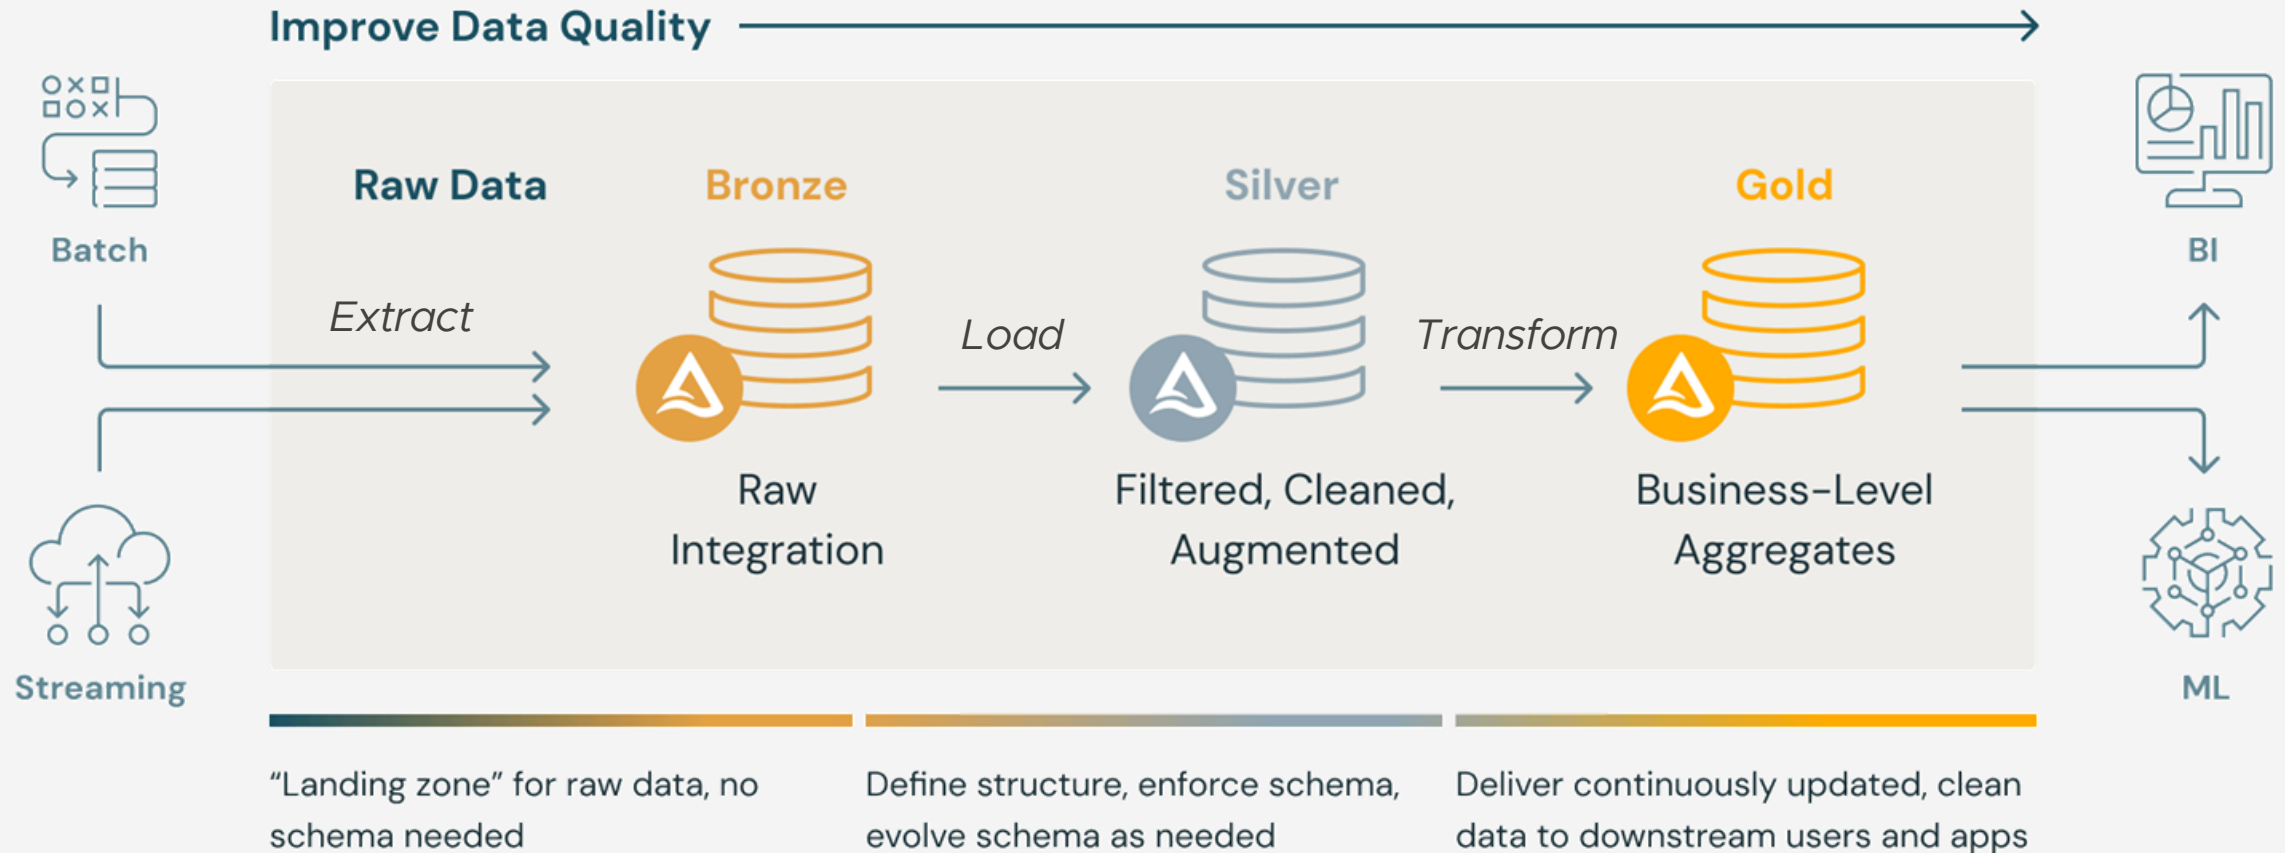 Improve Data Quality
Batch
Streaming
Raw Data
Extract
Bronze
Raw
Integration
Load
Silver
Filtered, Cleaned,
Augmented
Transform
Gold
Business-Level
Aggregates
BI
ML
“Landing zone” for raw data, no
schema needed
Define structure, enforce schema,
evolve schema as needed
Deliver continuously updated, clean
data to downstream users and apps